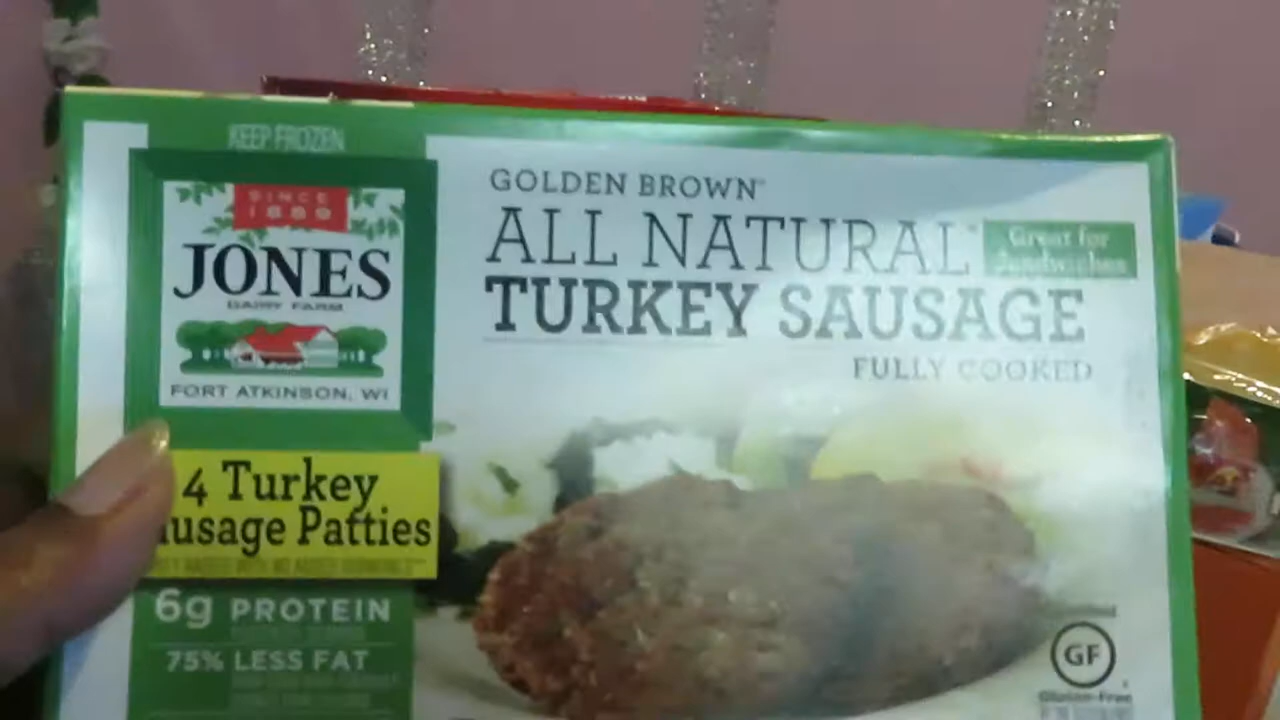 KEEP FROZEN
SINCE
1889
JONES
DAIRY FARM
FORT ATKINSON, WI
GOLDEN BROWN
ALL NATURAL*
TURKEY SAUSAGE
Great for
Sandwiches
FULLY COOKED
4 Turkey
ausage Patties
6g PROTEIN
75% LESS FAT
GF
Gluten-Free